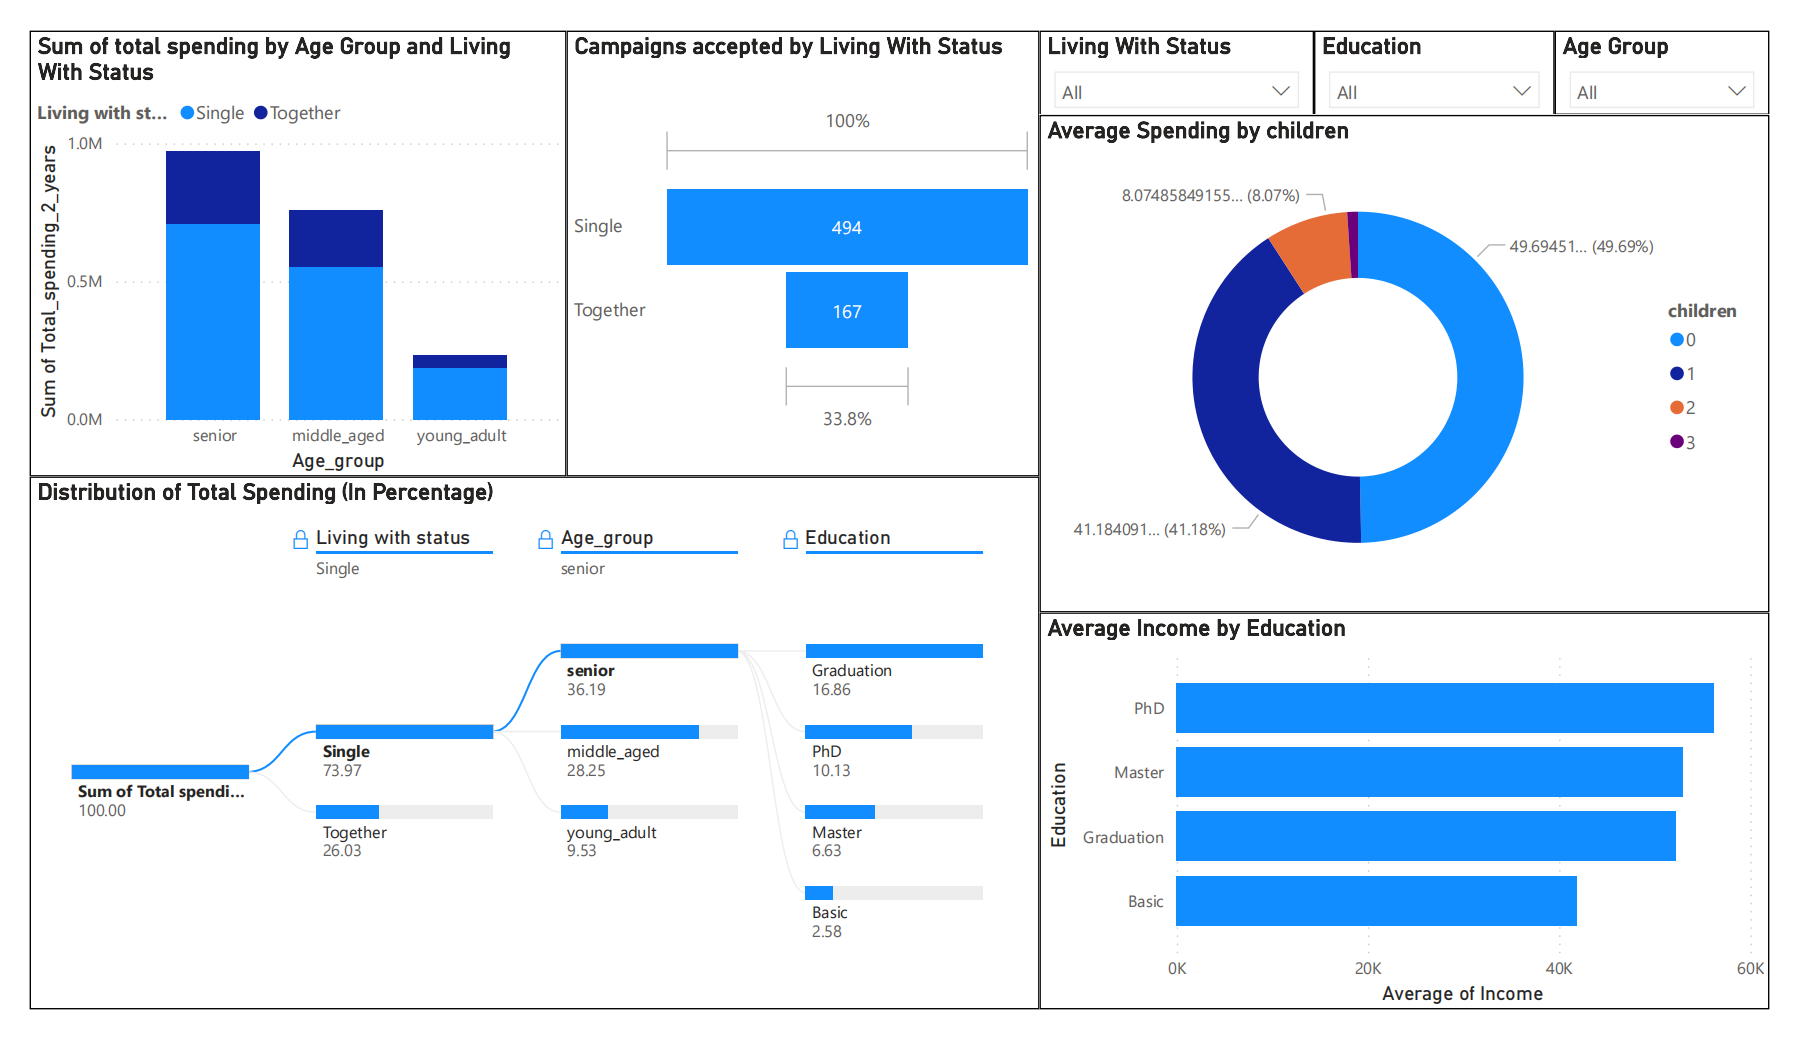 Sum of total spending by Age Group and Living
With Status
Living with st... Single Together
Sum of Total_spending_2_years
1.0M
0.5M
0.0M
senior middle_aged young_adult
Age_group
Campaigns accepted by Living With Status
100%
Single 494
Together 167
33.8%
Living With Status
All
Education
All
Age Group
All
Average Spending by children
8.07485849155... (8.07%)
49.69451... (49.69%)
41.184091... (41.18%)
children
0
1
2
3
Distribution of Total Spending (In Percentage)
Living with status
Single
Age_group
senior
Education
Sum of Total spendi...
100.00
Single
73.97
Together
26.03
senior
36.19
middle_aged
28.25
young_adult
9.53
Graduation
16.86
PhD
10.13
Master
6.63
Basic
2.58
Average Income by Education
Education
PhD
Master
Graduation
Basic
0K 20K 40K 60K
Average of Income